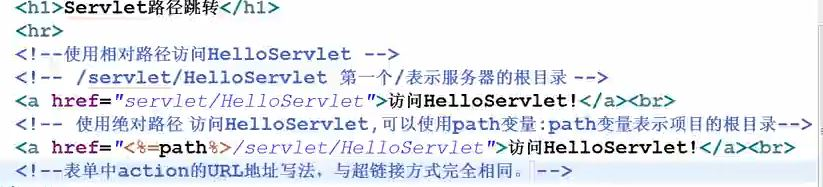 <h1>Servlet路径跳转</h1>
<hr>
<!--使用相对路径访问HelloServlet -->
<!-- /servlet/HelloServlet 第一个/表示服务器的根目录 -->
<a href="servlet/HelloServlet">访问HelloServlet!</a><br>
<!-- 使用绝对路径 访问HelloServlet,可以使用path变量:path变量表示项目的根目录-->
<a href="<%=path%>/servlet/HelloServlet">访问HelloServlet!</a><br>
<!--表单中action的URL地址写法，与超链接方式完全相同。 -->